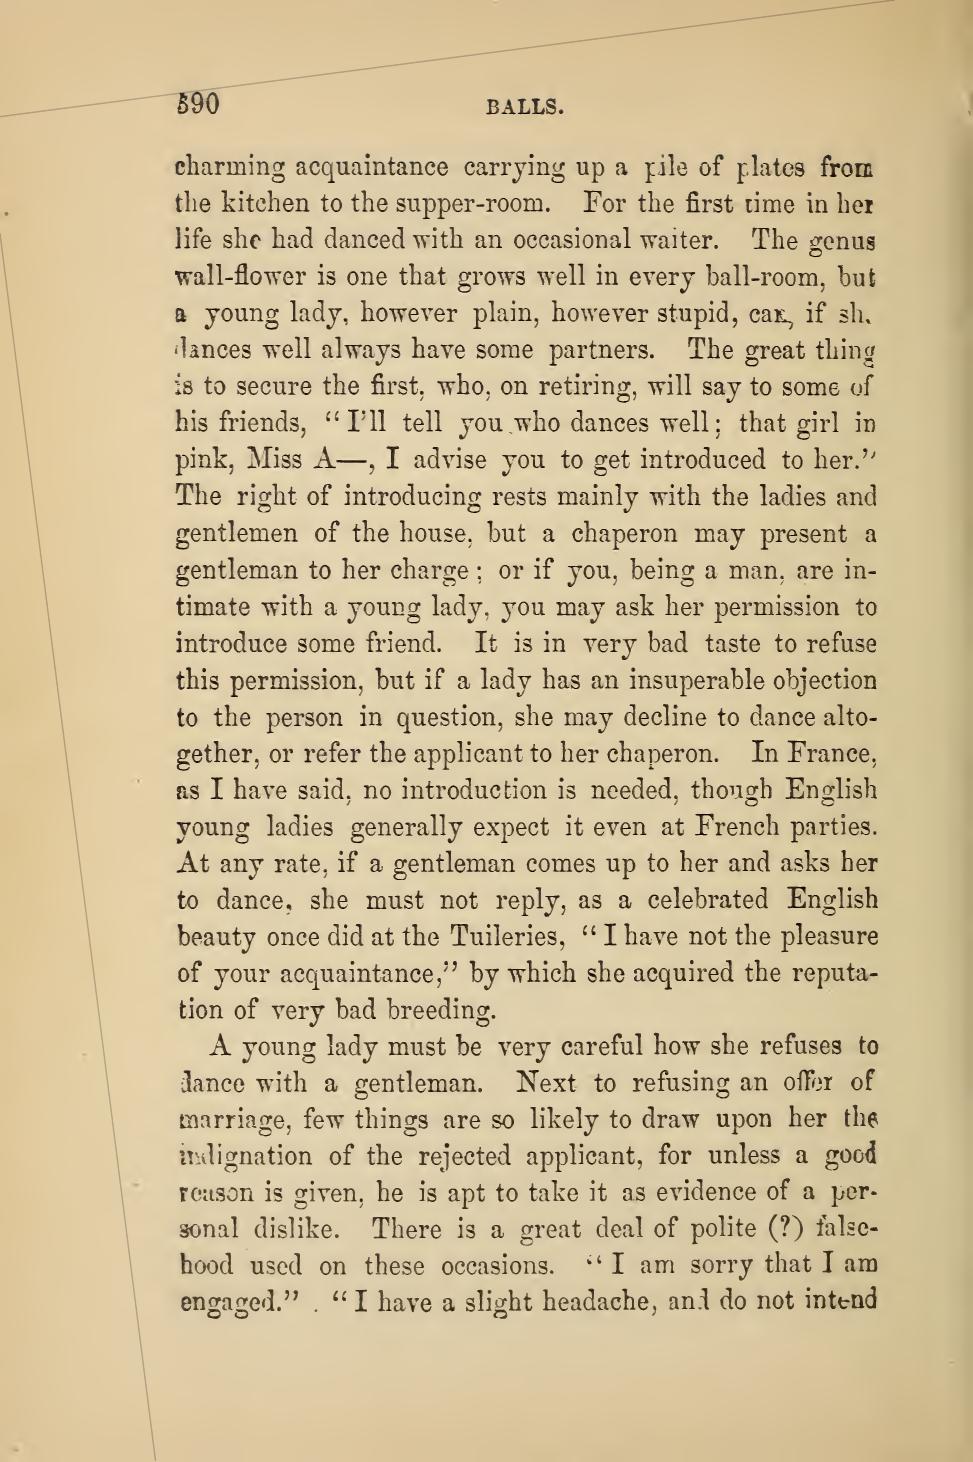 590 BALLS.
charming acquaintance carrying up a pile of plates from
the kitchen to the supper-room. For the first time in her
life she had danced with an occasional waiter. The genus
wall-flower is one that grows well in every ball-room, but
a young lady, however plain, however stupid, can, if she
dances well always have some partners. The great thing
is to secure the first, who, on retiring, will say to some of
his friends, “I’ll tell you who dances well; that girl in
pink, Miss A—, I advise you to get introduced to her.”
The right of introducing rests mainly with the ladies and
gentlemen of the house, but a chaperon may present a
gentleman to her charge; or if you, being a man, are in-
timate with a young lady, you may ask her permission to
introduce some friend. It is in very bad taste to refuse
this permission, but if a lady has an insuperable objection
to the person in question, she may decline to dance alto-
gether, or refer the applicant to her chaperon. In France,
as I have said, no introduction is needed, though English
young ladies generally expect it even at French parties.
At any rate, if a gentleman comes up to her and asks her
to dance, she must not reply, as a celebrated English
beauty once did at the Tuileries, “I have not the pleasure
of your acquaintance,” by which she acquired the reputa-
tion of very bad breeding.
A young lady must be very careful how she refuses to
dance with a gentleman. Next to refusing an offer of
marriage, few things are so likely to draw upon her the
indignation of the rejected applicant, for unless a good
reason is given, he is apt to take it as evidence of a per-
sonal dislike. There is a great deal of polite (?) false-
hood used on these occasions. “I am sorry that I am
engaged.” “I have a slight headache, and do not intend